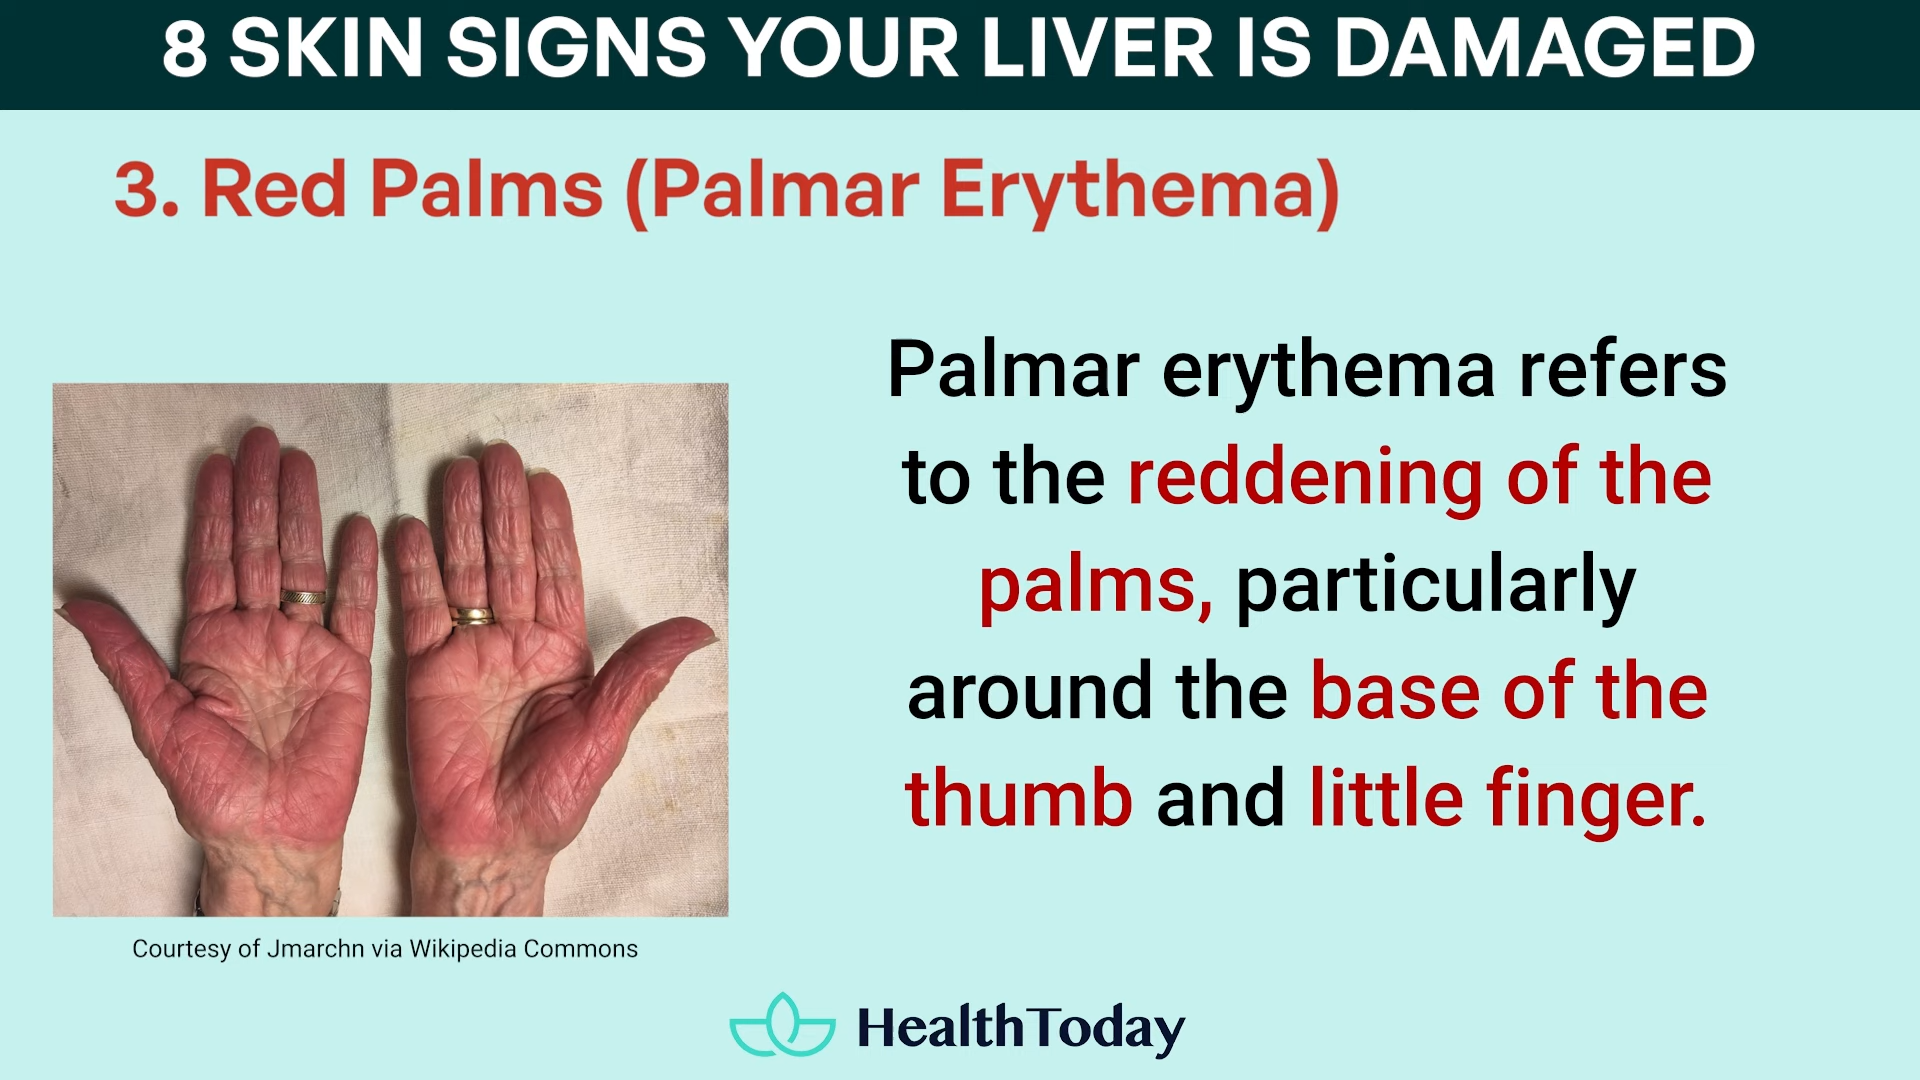 8 SKIN SIGNS YOUR LIVER IS DAMAGED
3. Red Palms (Palmar Erythema)
Palmar erythema refers
to the reddening of the
palms, particularly
around the base of the
thumb and little finger.
Courtesy of Jmarchn via Wikipedia Commons
HealthToday